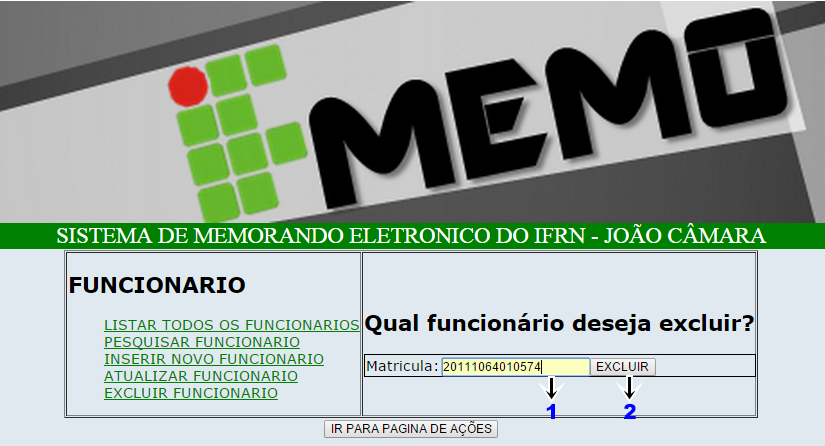 MEMO
SISTEMA DE MEMORANDO ELETRONICO DO IFRN - JOÃO CÂMARA
FUNCIONARIO
LISTAR TODOS OS FUNCIONARIOS
PESQUISAR FUNCIONARIO
INSERIR NOVO FUNCIONARIO
ATUALIZAR FUNCIONARIO
EXCLUIR FUNCIONARIO
Qual funcionário deseja excluir?
Matricula: 20111064010574 EXCLUIR
1 2
IR PARA PAGINA DE AÇÕES